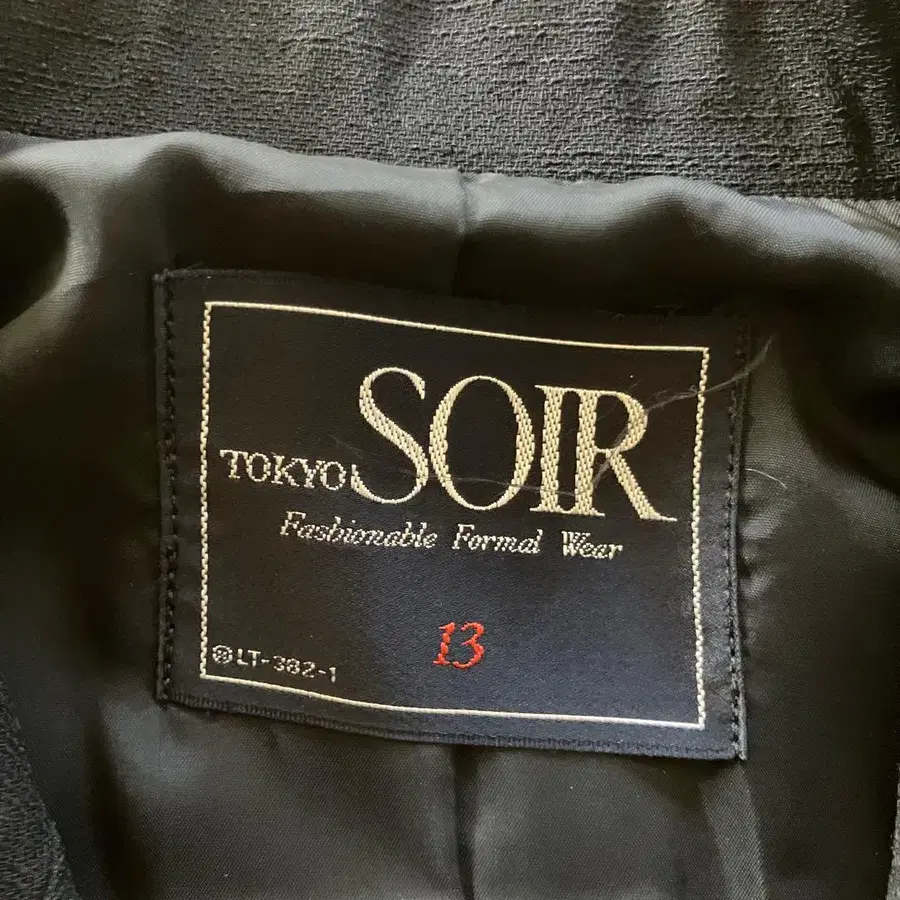 TOKYO SOIR
Fashionable Formal Wear
13
LT-382-1